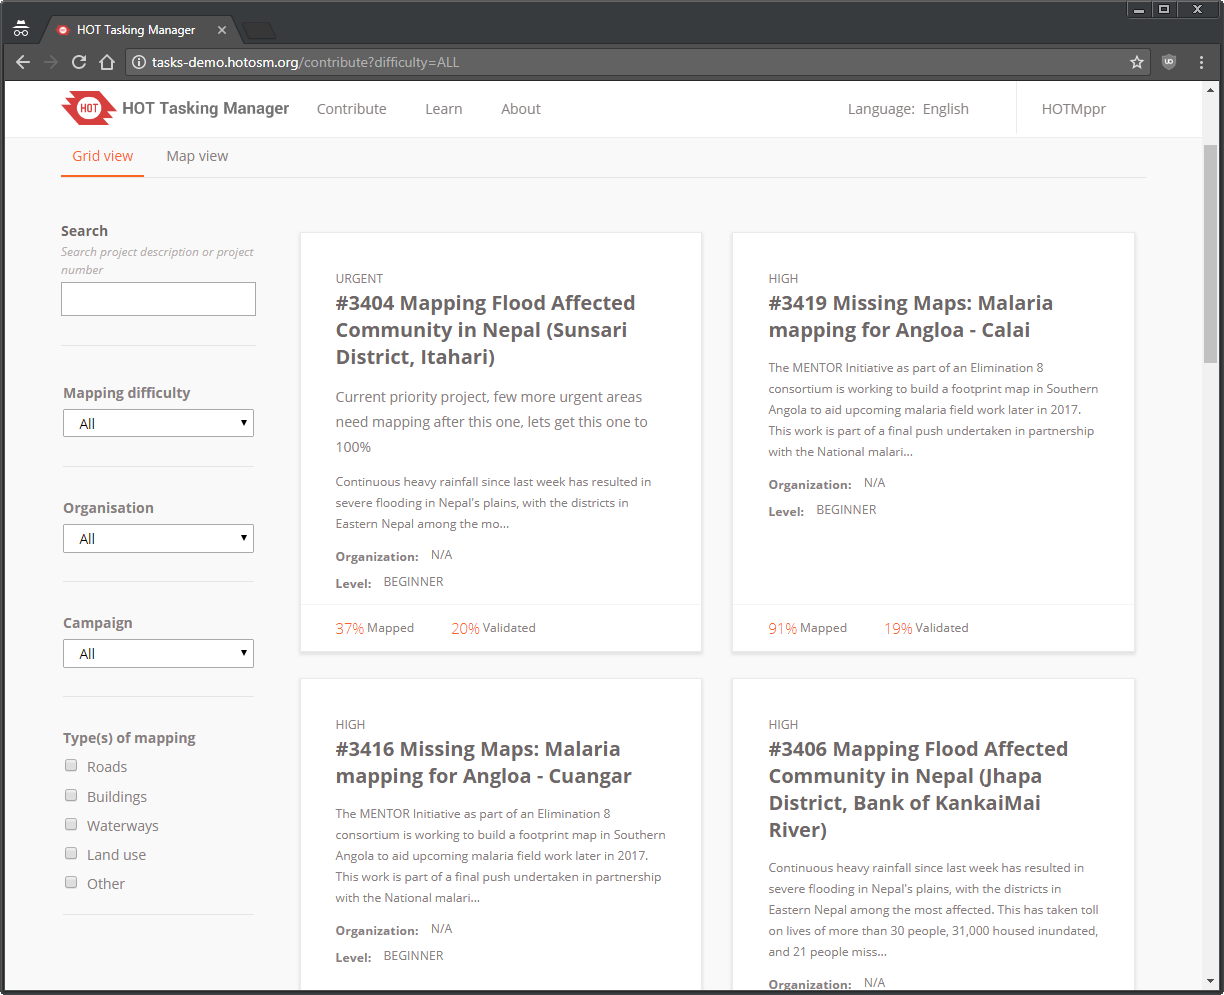 HOT Tasking Manager
tasks-demo.hotosm.org/contribute?difficulty=ALL
HOT HOT Tasking Manager Contribute Learn About Language: English HOTMppr
Grid view Map view
Search
Search project description or project
number
Mapping difficulty
All
Organisation
All
Campaign
All
Type(s) of mapping
Roads
Buildings
Waterways
Land use
Other
URGENT
#3404 Mapping Flood Affected
Community in Nepal (Sunsari
District, Itahari)
Current priority project, few more urgent areas
need mapping after this one, lets get this one to
100%
Continuous heavy rainfall since last week has resulted in
severe flooding in Nepal's plains, with the districts in
Eastern Nepal among the mo...
Organization: N/A
Level: BEGINNER
37% Mapped 20% Validated
HIGH
#3419 Missing Maps: Malaria
mapping for Angloa - Calai
The MENTOR Initiative as part of an Elimination 8
consortium is working to build a footprint map in Southern
Angola to aid upcoming malaria field work later in 2017.
This work is part of a final push undertaken in partnership
with the National malari...
Organization: N/A
Level: BEGINNER
91% Mapped 19% Validated
HIGH
#3416 Missing Maps: Malaria
mapping for Angloa - Cuangar
The MENTOR Initiative as part of an Elimination 8
consortium is working to build a footprint map in Southern
Angola to aid upcoming malaria field work later in 2017.
This work is part of a final push undertaken in partnership
with the National malari...
Organization: N/A
Level: BEGINNER
HIGH
#3406 Mapping Flood Affected
Community in Nepal (Jhapa
District, Bank of KankaiMai
River)
Continuous heavy rainfall since last week has resulted in
severe flooding in Nepal's plains, with the districts in
Eastern Nepal among the most affected. This has taken toll
on lives of more than 30 people, 31,000 housed inundated,
and 21 people miss...
Organization: N/A